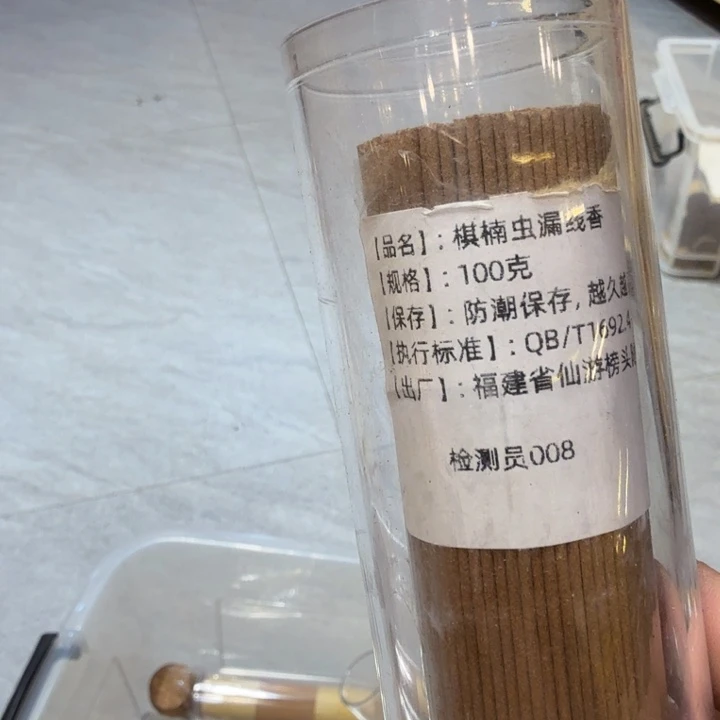 【品名】:棋楠虫漏线香
【规格】:100克
【保存】:防潮保存,越久越
【执行标准】:QB/T1692.4
【出厂】:福建省仙游榜头
检测员008